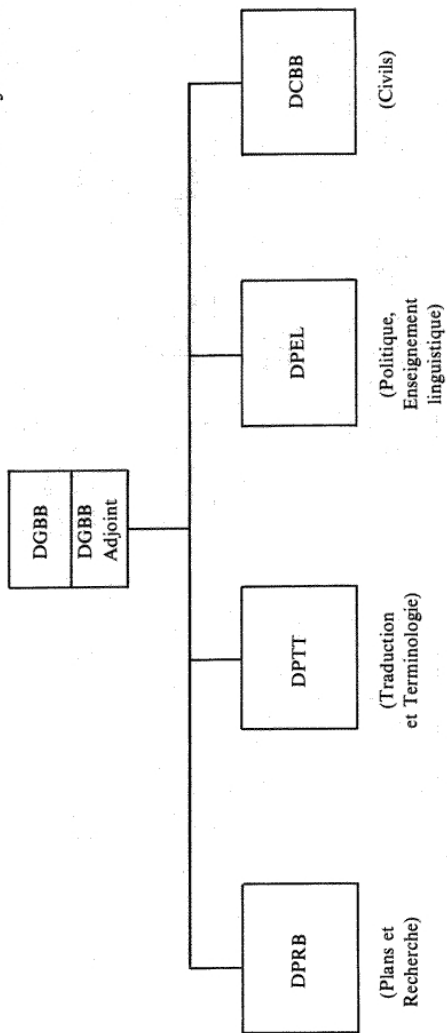 DGBB
DGBB
Adjoint
DPRB
(Plans et
Recherche)
DPTT
(Traduction
et Terminologie)
DPEL
(Politique,
Enseignement
linguistique)
DCBB
(Civils)